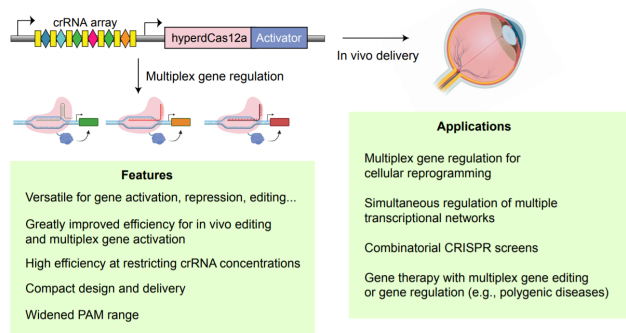 crRNA array
hyperdCas12a
Activator
In vivo delivery
Multiplex gene regulation
Features
Versatile for gene activation, repression, editing...
Greatly improved efficiency for in vivo editing
and multiplex gene activation
High efficiency at restricting crRNA concentrations
Compact design and delivery
Widened PAM range
Applications
Multiplex gene regulation for
cellular reprogramming
Simultaneous regulation of multiple
transcriptional networks
Combinatorial CRISPR screens
Gene therapy with multiplex gene editing
or gene regulation (e.g., polygenic diseases)